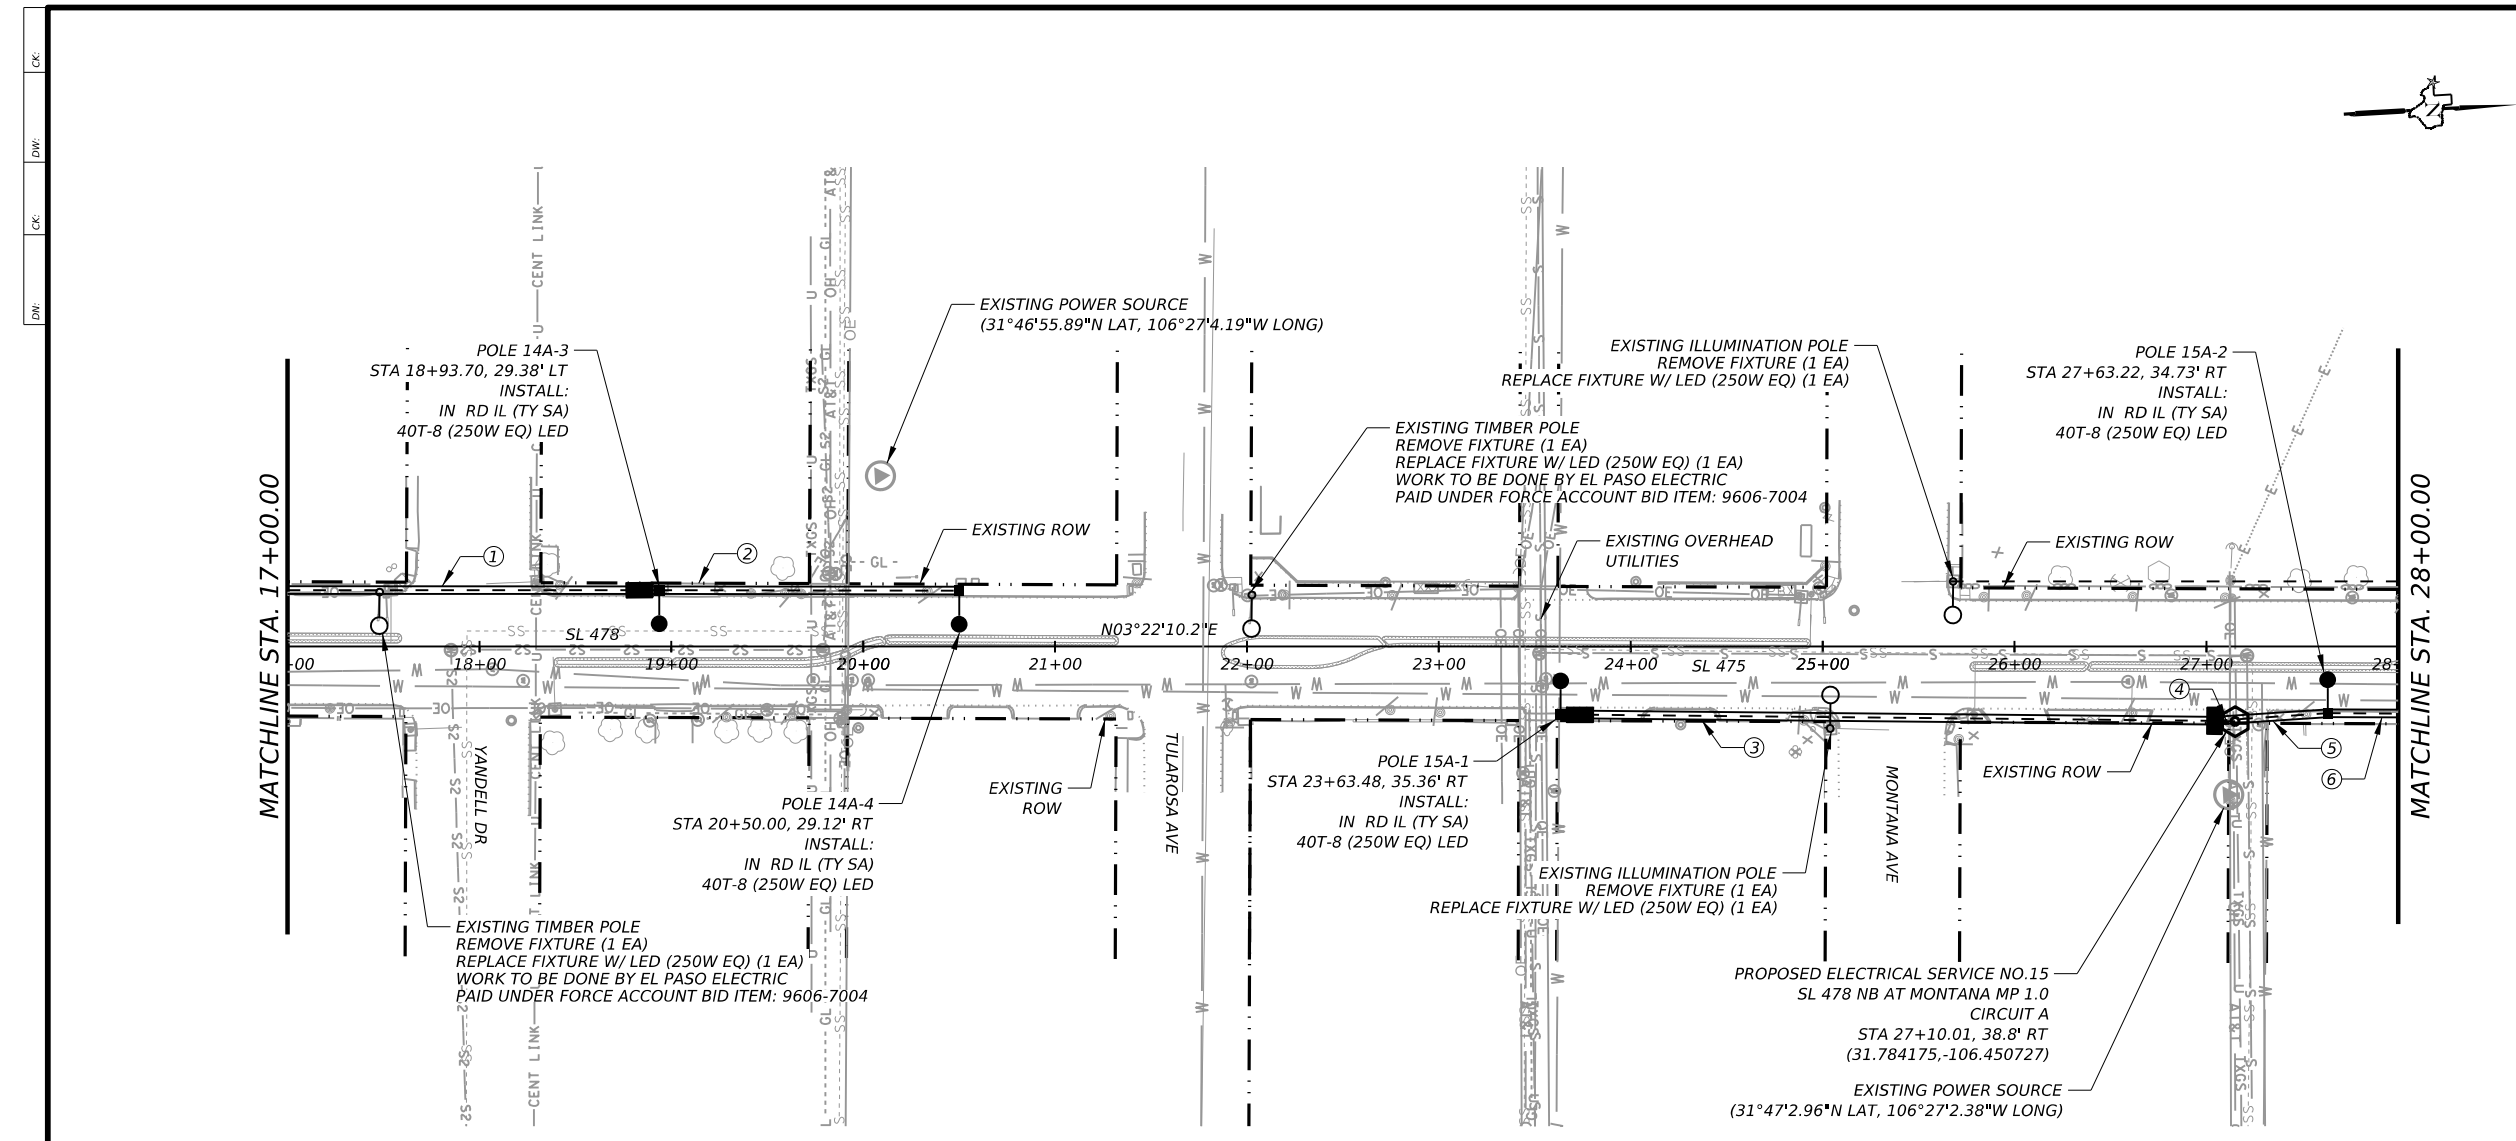 CK:
DW:
CK:
DN:
EXISTING POWER SOURCE
(31°46'55.89"N LAT, 106°27'4.19"W LONG)
POLE 14A-3
STA 18+93.70, 29.38' LT
INSTALL:
IN RD IL (TY SA)
40T-8 (250W EQ) LED
EXISTING ILLUMINATION POLE
REMOVE FIXTURE (1 EA)
REPLACE FIXTURE W/ LED (250W EQ) (1 EA)
POLE 15A-2
STA 27+63.22, 34.73' RT
INSTALL:
IN RD IL (TY SA)
40T-8 (250W EQ) LED
EXISTING TIMBER POLE
REMOVE FIXTURE (1 EA)
REPLACE FIXTURE W/ LED (250W EQ) (1 EA)
WORK TO BE DONE BY EL PASO ELECTRIC
PAID UNDER FORCE ACCOUNT BID ITEM: 9606-7004
MATCHLINE STA. 17+00.00
MATCHLINE STA. 28+00.00
1
2
EXISTING ROW
EXISTING OVERHEAD
UTILITIES
EXISTING ROW
SL 478
N03°22'10.2"E
-00
18+00
19+00
20+00
21+00
22+00
23+00
24+00
SL 475
25+00
26+00
27+00
28
YANDELL DR
TULAROSA AVE
MONTANA AVE
CENT LINK
CENT LINK
3
4
5
6
EXISTING
ROW
EXISTING ROW
POLE 14A-4
STA 20+50.00, 29.12' RT
INSTALL:
IN RD IL (TY SA)
40T-8 (250W EQ) LED
POLE 15A-1
STA 23+63.48, 35.36' RT
INSTALL:
IN RD IL (TY SA)
40T-8 (250W EQ) LED
EXISTING ILLUMINATION POLE
REMOVE FIXTURE (1 EA)
REPLACE FIXTURE W/ LED (250W EQ) (1 EA)
EXISTING TIMBER POLE
REMOVE FIXTURE (1 EA)
REPLACE FIXTURE W/ LED (250W EQ) (1 EA)
WORK TO BE DONE BY EL PASO ELECTRIC
PAID UNDER FORCE ACCOUNT BID ITEM: 9606-7004
PROPOSED ELECTRICAL SERVICE NO.15
SL 478 NB AT MONTANA MP 1.0
CIRCUIT A
STA 27+10.01, 38.8' RT
(31.784175,-106.450727)
EXISTING POWER SOURCE
(31°47'2.96"N LAT, 106°27'2.38"W LONG)